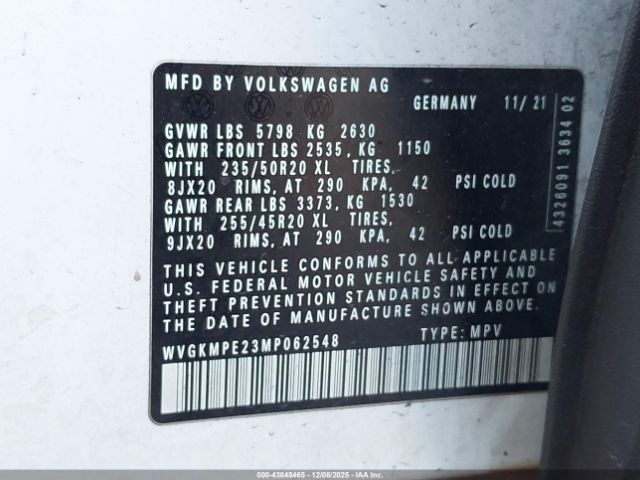 MFD BY VOLKSWAGEN AG
GERMANY 11/21
GVWR LBS 5798 KG 2630
GAWR FRONT LBS 2535, KG 1150
WITH 235/50R20 XL TIRES,
8JX20 RIMS, AT 290 KPA, 42 PSI COLD
GAWR REAR LBS 3373, KG 1530
WITH 255/45R20 XL TIRES,
9JX20 RIMS, AT 290 KPA, 42 PSI COLD
THIS VEHICLE CONFORMS TO ALL APPLICABLE
U.S. FEDERAL MOTOR VEHICLE SAFETY AND
THEFT PREVENTION STANDARDS IN EFFECT ON
THE DATE OF MANUFACTURE SHOWN ABOVE.
WVGKMPE23MP062548 TYPE: MPV
4326091 3634 02
000-43848465 - 12/08/2025 - IAAI.COM